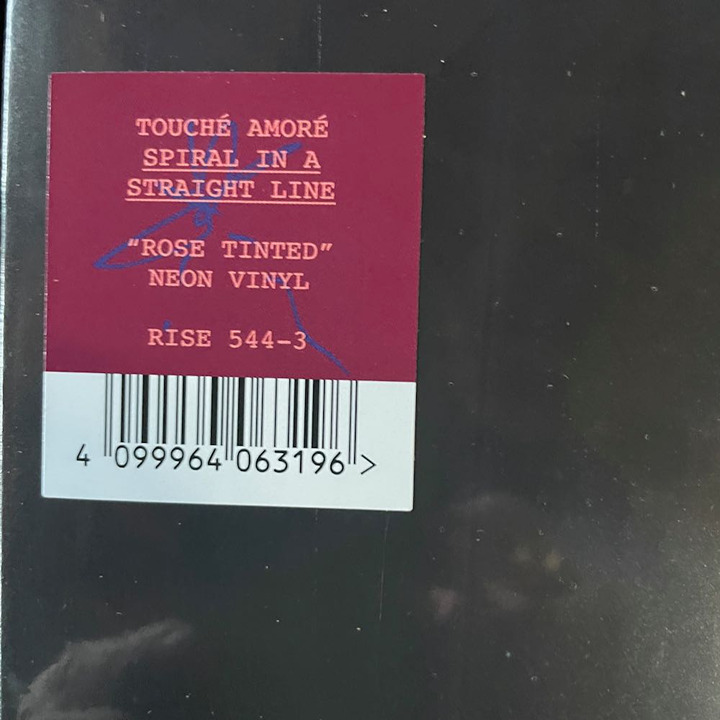 TOUCHÉ AMORÉ
SPIRAL IN A
STRAIGHT LINE
“ROSE TINTED”
NEON VINYL
RISE 544-3
4 099964 063196 >